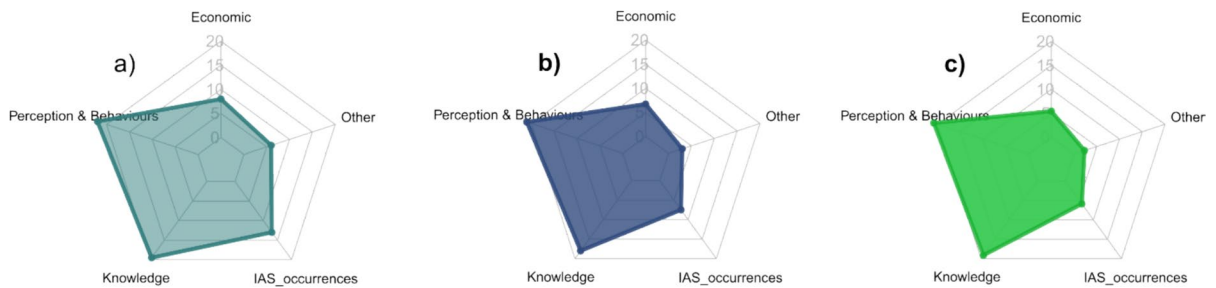 Economic
20
15
10
5
0
a)
Perception & Behaviours
Other
Knowledge
IAS_occurrences
Economic
20
15
10
5
0
b)
Perception & Behaviours
Other
Knowledge
IAS_occurrences
Economic
20
15
10
5
0
c)
Perception & Behaviours
Other
Knowledge
IAS_occurrences